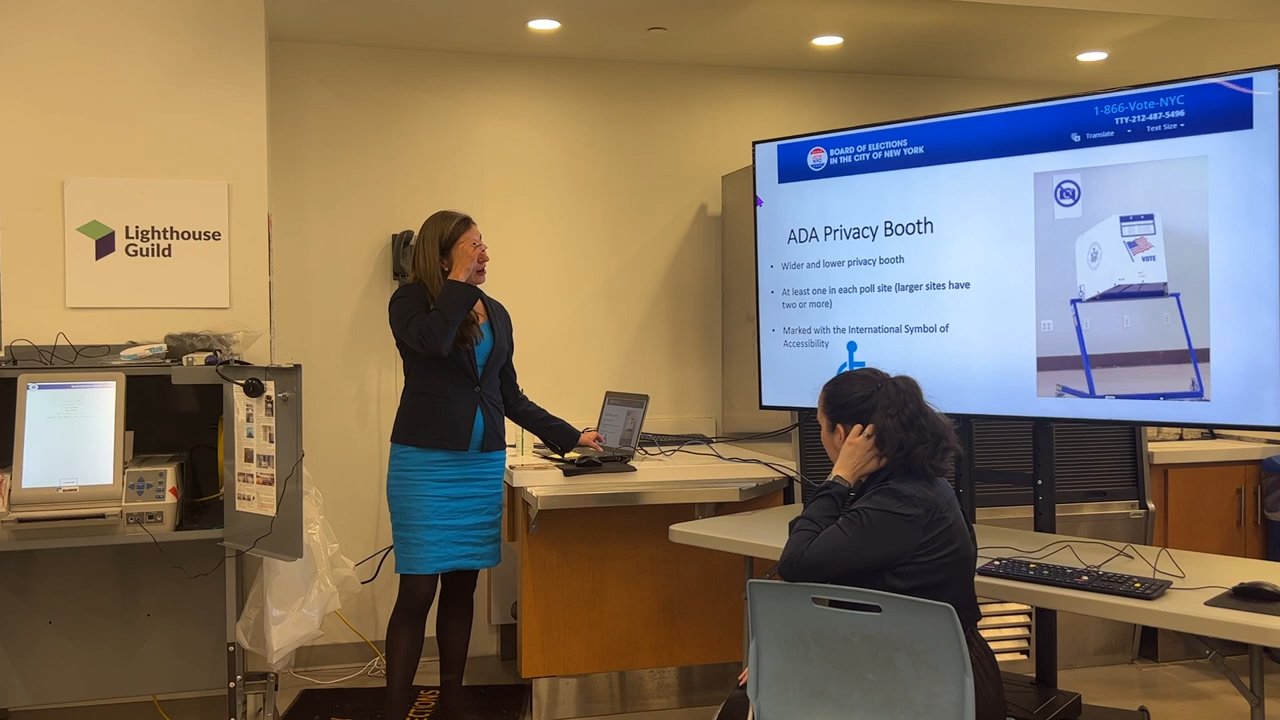 Lighthouse
Guild
1-866-Vote-NYC
TTY-212-487-5496
Translate
Text Size
BOARD OF ELECTIONS
IN THE CITY OF NEW YORK
ADA Privacy Booth
• Wider and lower privacy booth
• At least one in each poll site (larger sites have
two or more)
• Marked with the International Symbol of
Accessibility
VOTE